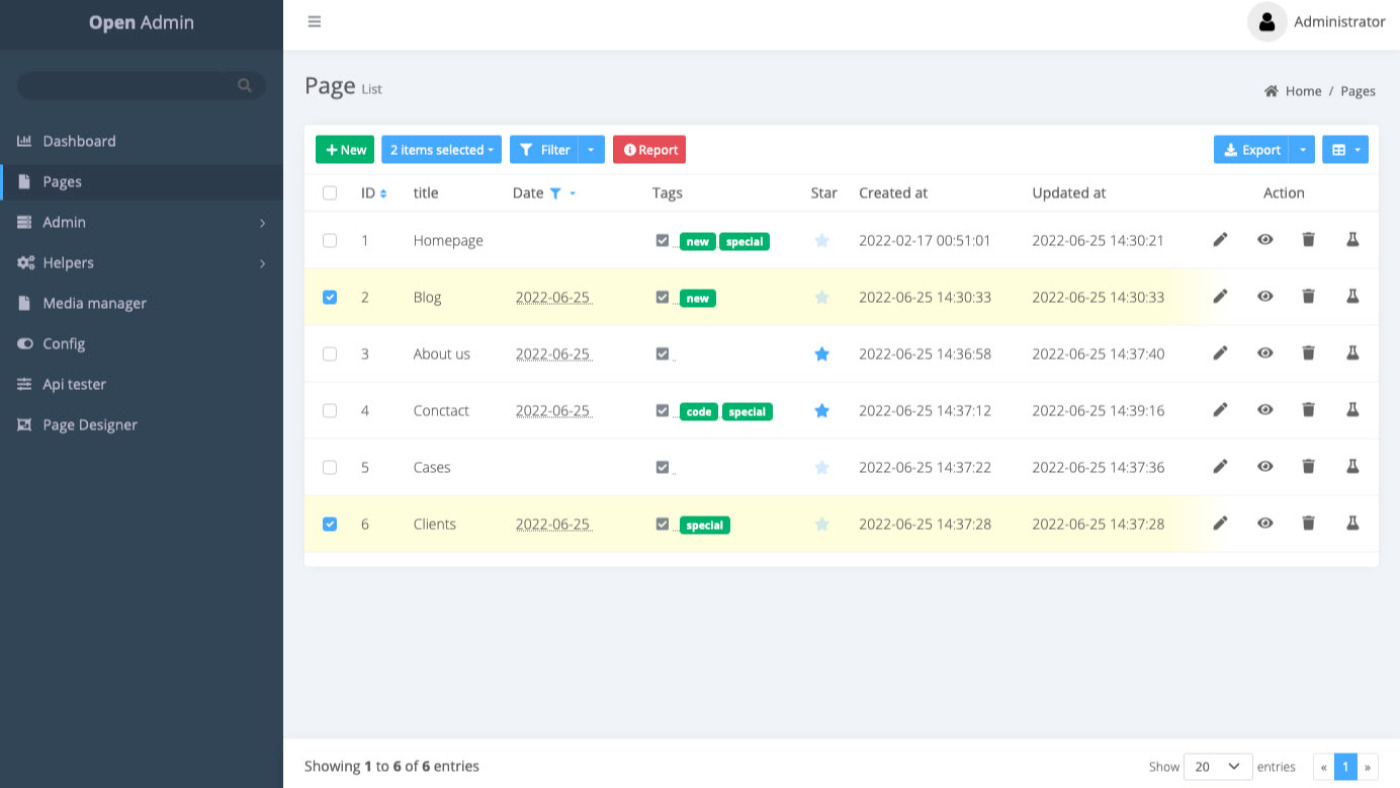 Open Admin
Administrator
Page List
Home / Pages
Dashboard
Pages
Admin
Helpers
Media manager
Config
Api tester
Page Designer
New 2 items selected Filter Report Export
ID title Date Tags Star Created at Updated at Action
1 Homepage new special 2022-02-17 00:51:01 2022-06-25 14:30:21
2 Blog 2022-06-25 new 2022-06-25 14:30:33 2022-06-25 14:30:33
3 About us 2022-06-25 2022-06-25 14:36:58 2022-06-25 14:37:40
4 Conctact 2022-06-25 code special 2022-06-25 14:37:12 2022-06-25 14:39:16
5 Cases 2022-06-25 14:37:22 2022-06-25 14:37:36
6 Clients 2022-06-25 special 2022-06-25 14:37:28 2022-06-25 14:37:28
Showing 1 to 6 of 6 entries
Show 20 entries « 1 »